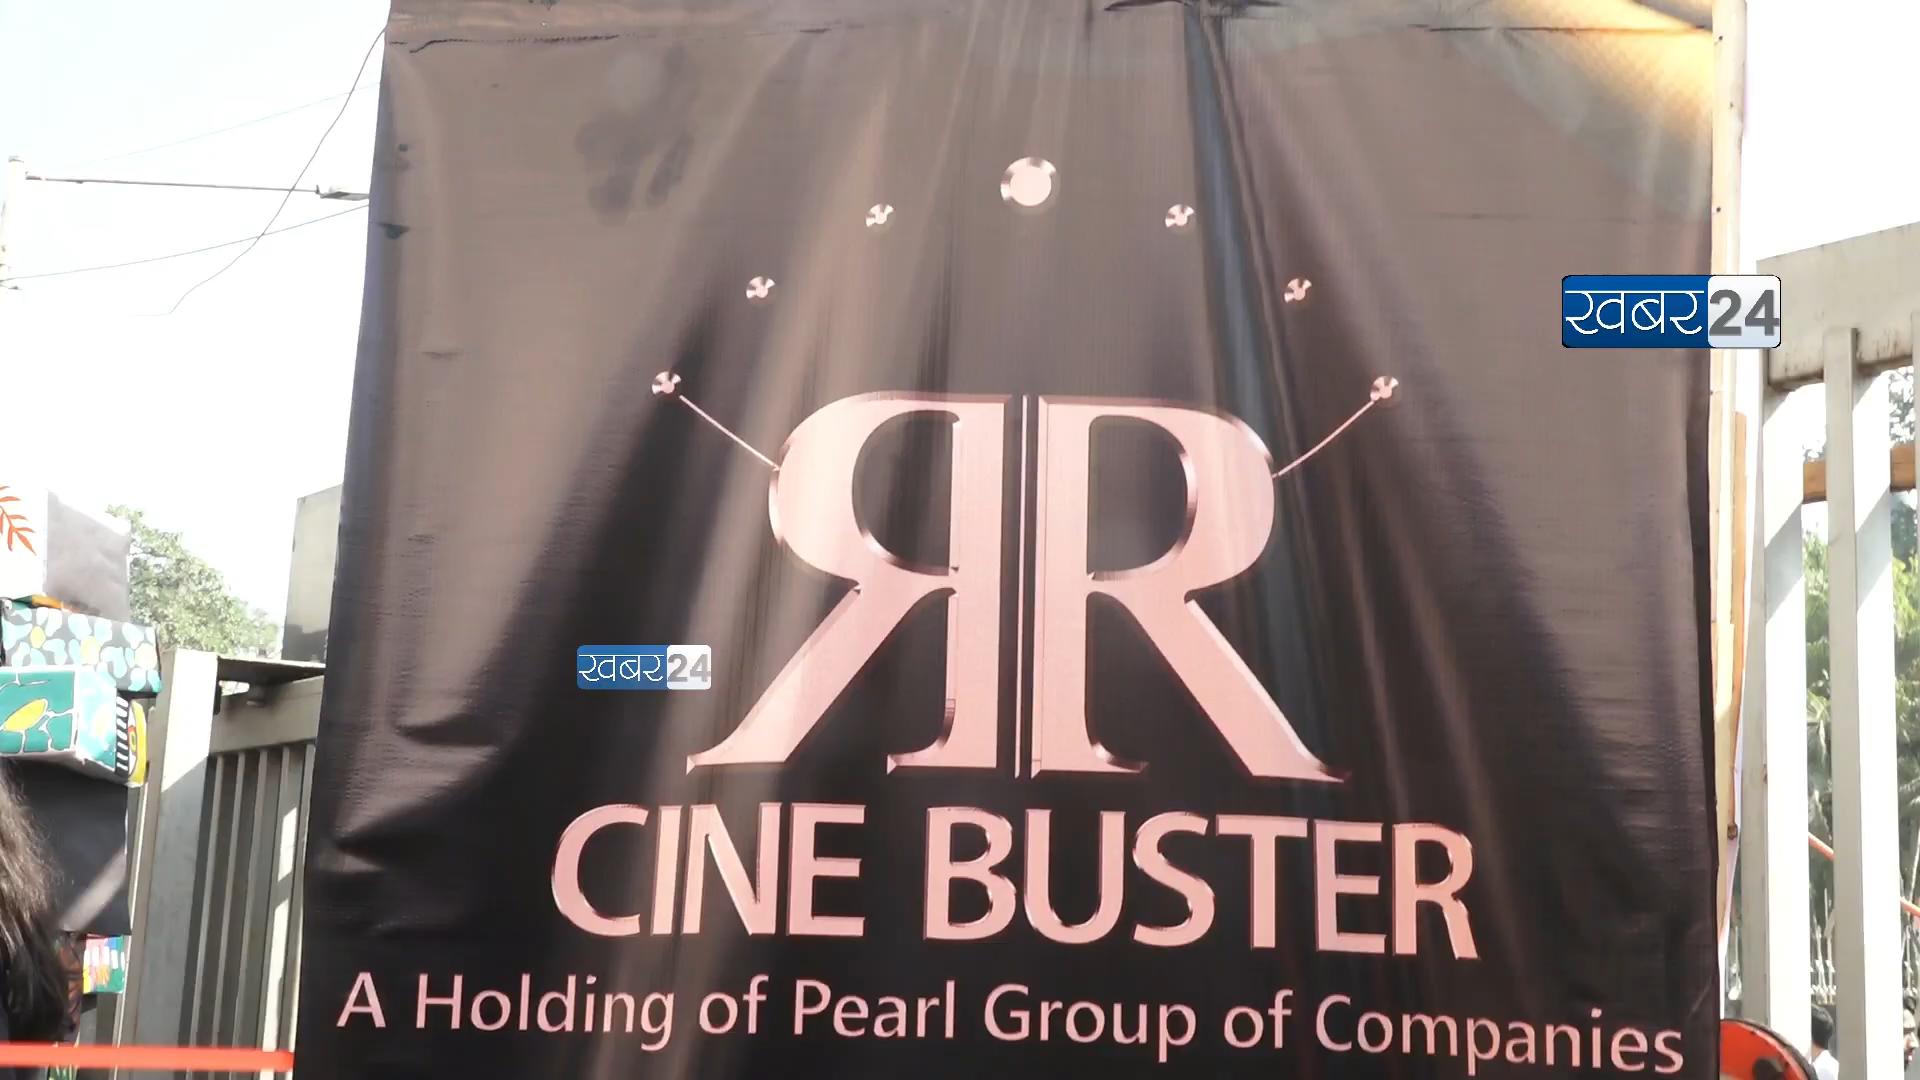 खबर24
RR
खबर24
CINE BUSTER
A Holding of Pearl Group of Companies